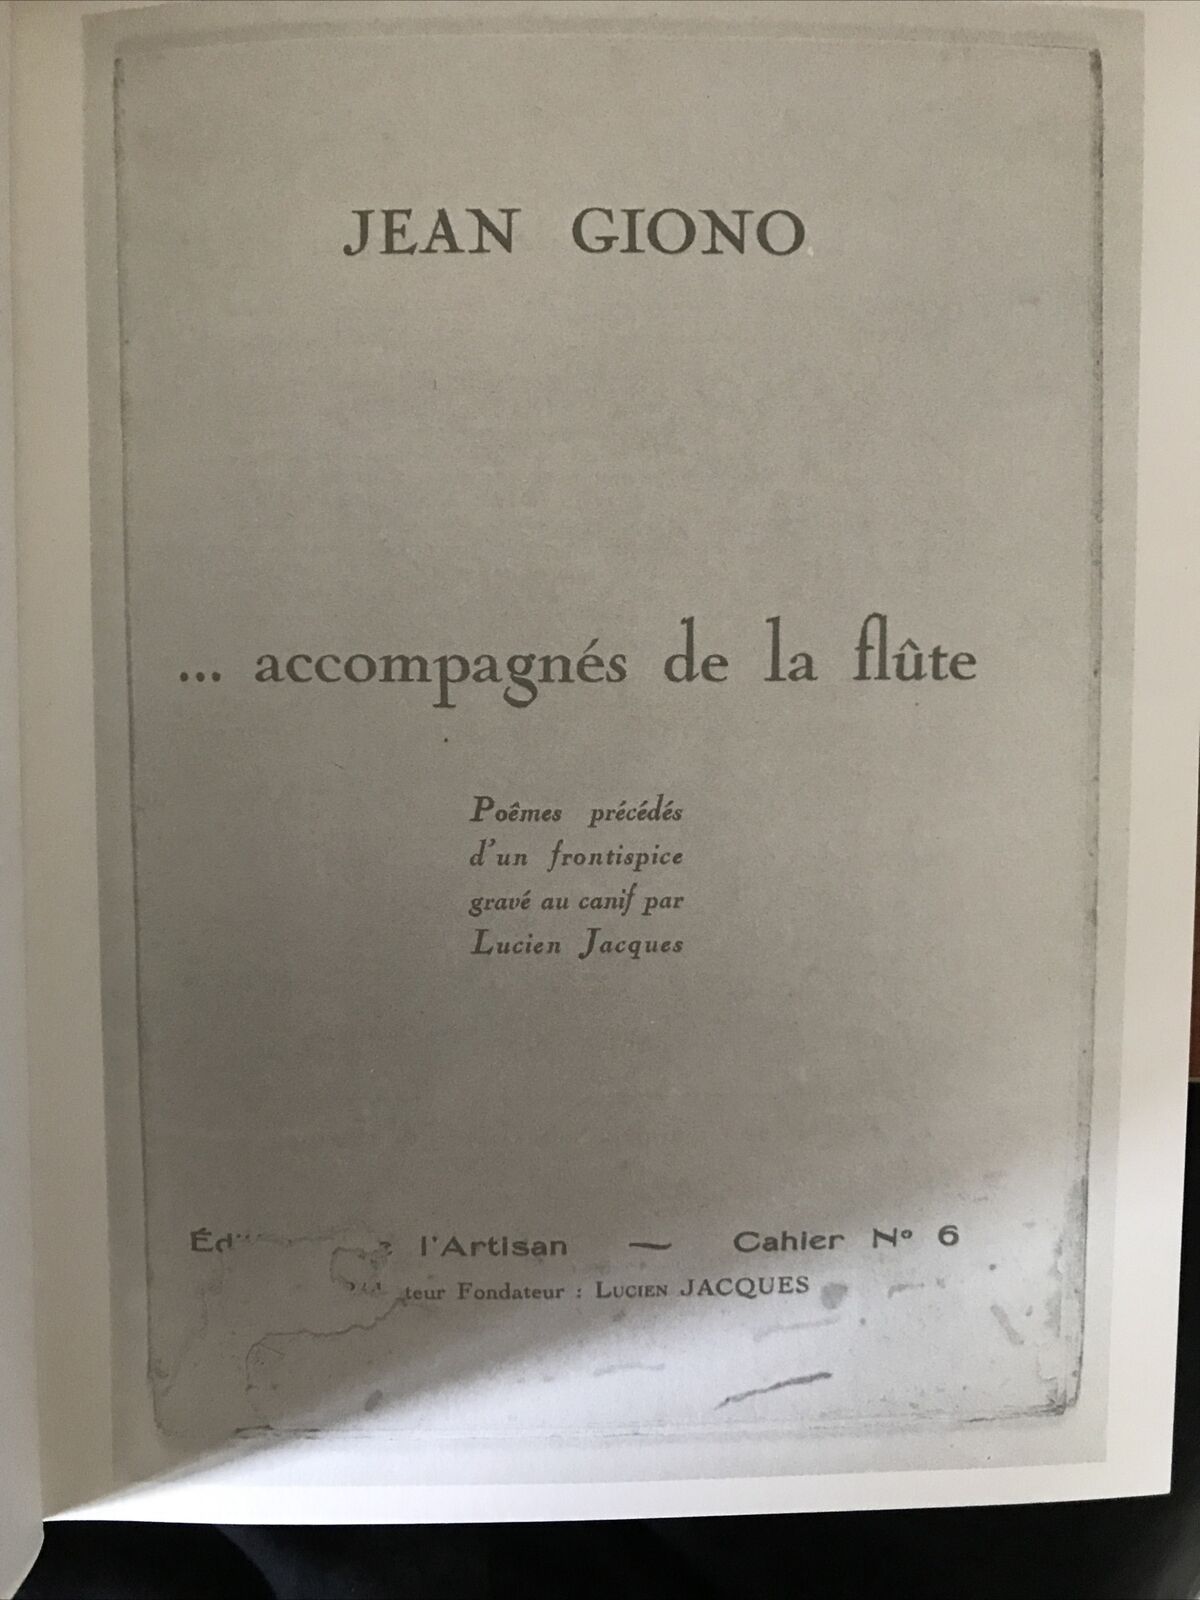 JEAN GIONO
... accompagnés de la flûte
Poêmes précédés
d'un frontispice
gravé au canif par
Lucien Jacques
l'Artisan — Cahier Nº 6
Fondateur : LUCIEN JACQUES